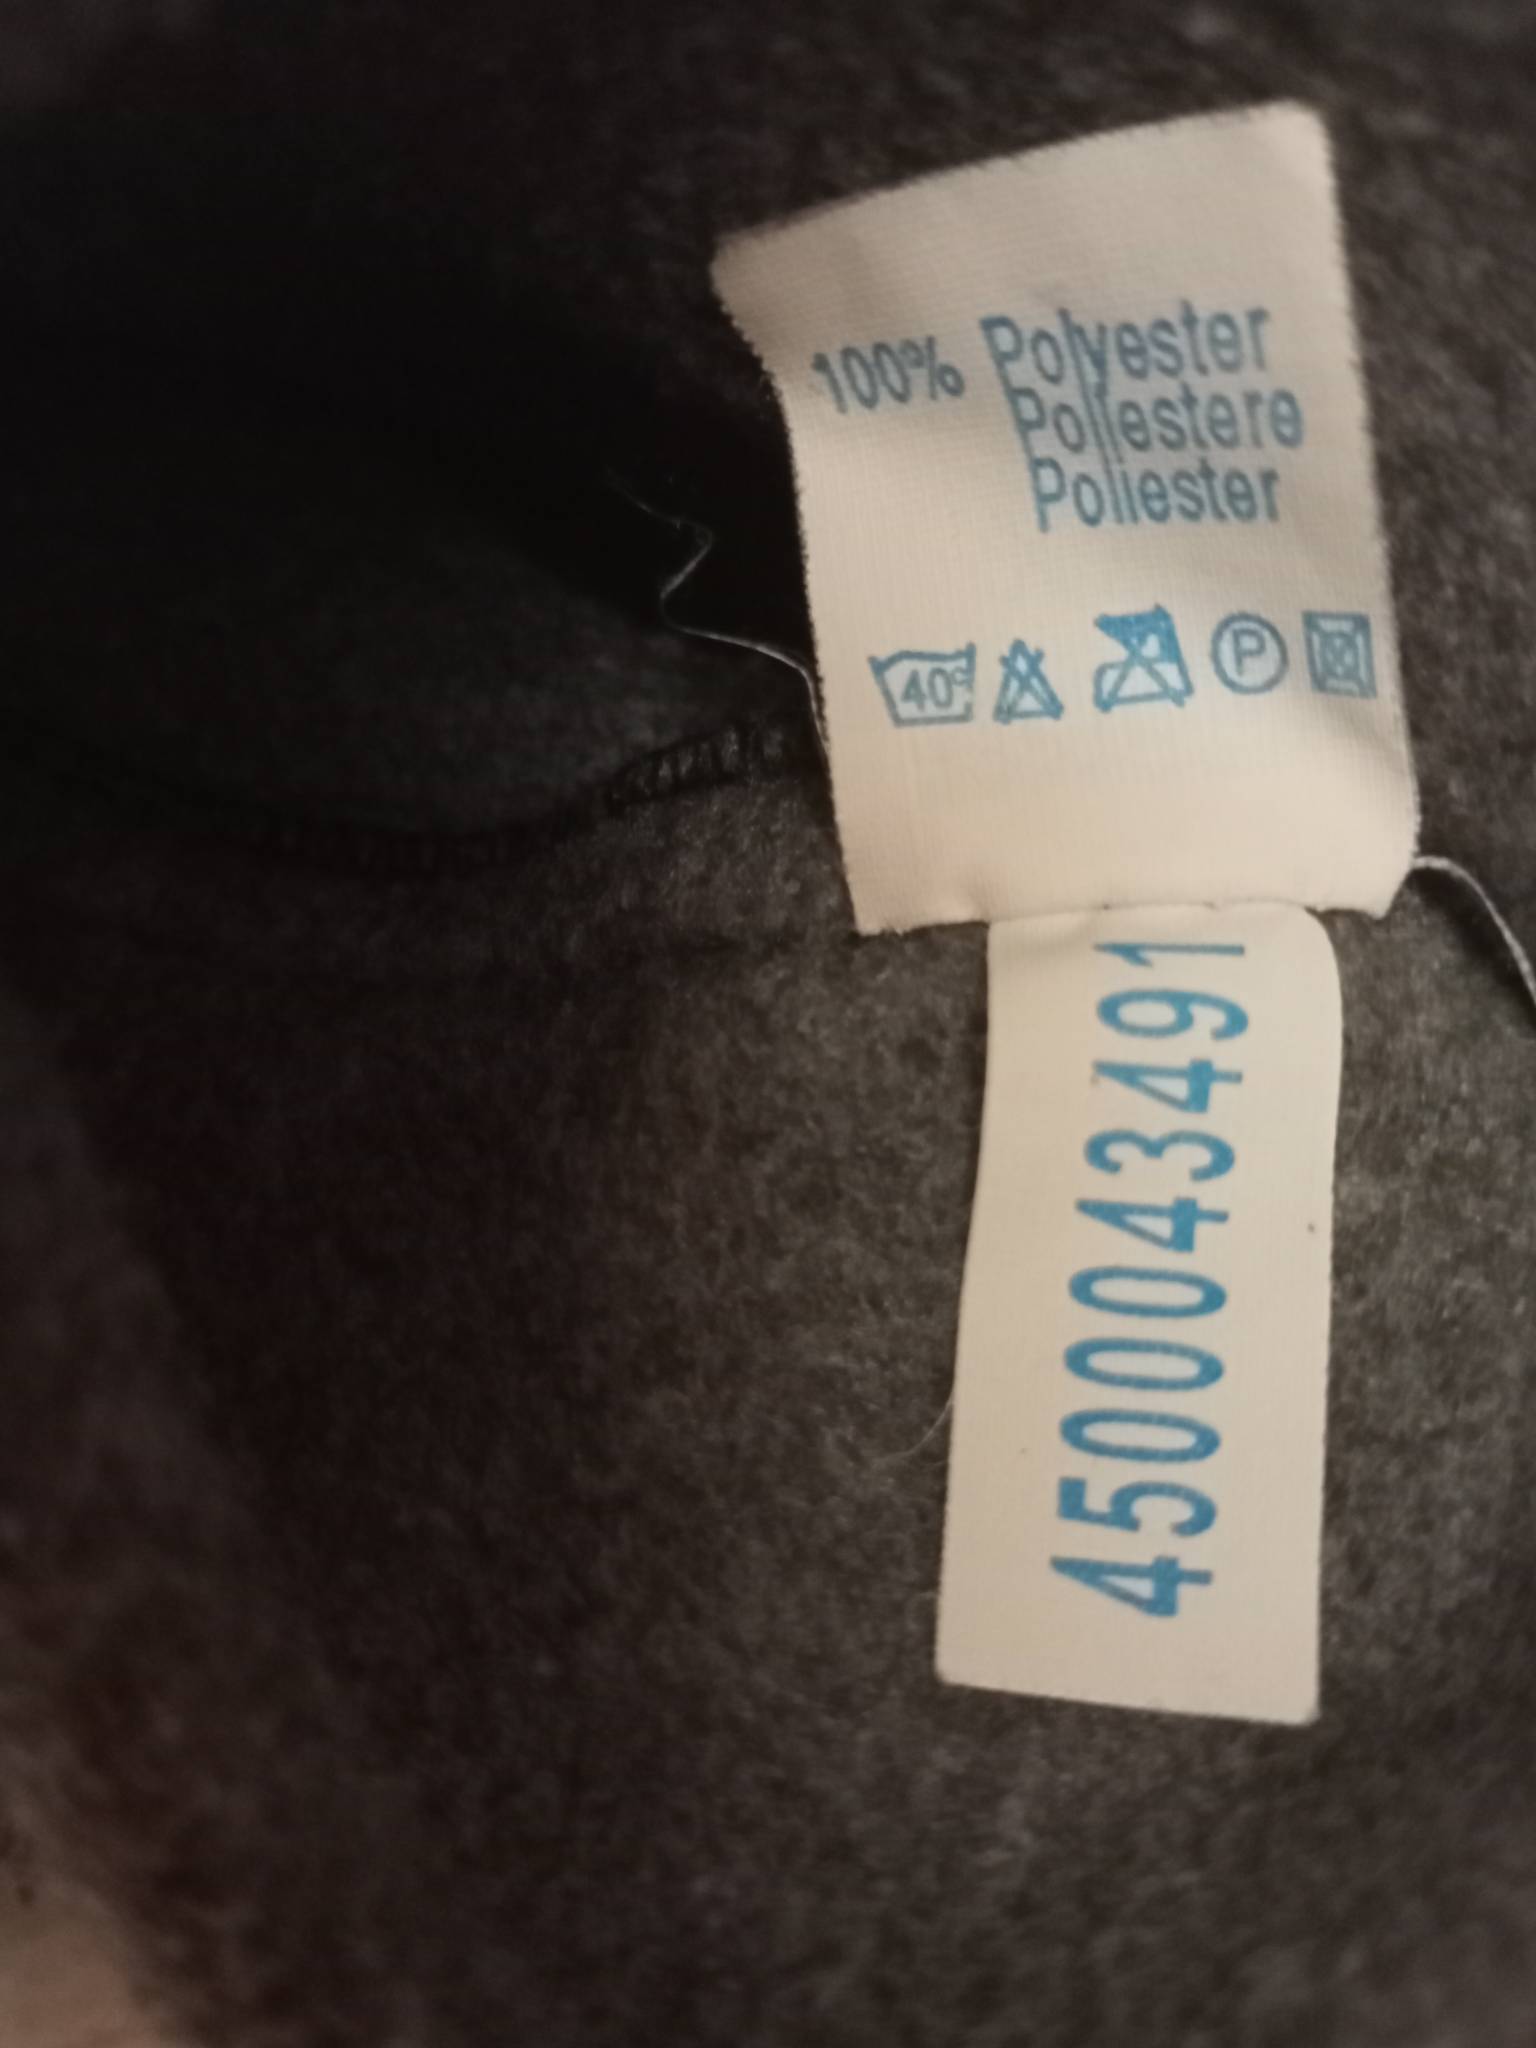 100% Polyester
Poliestere
Poliester
40°
P
4500043491